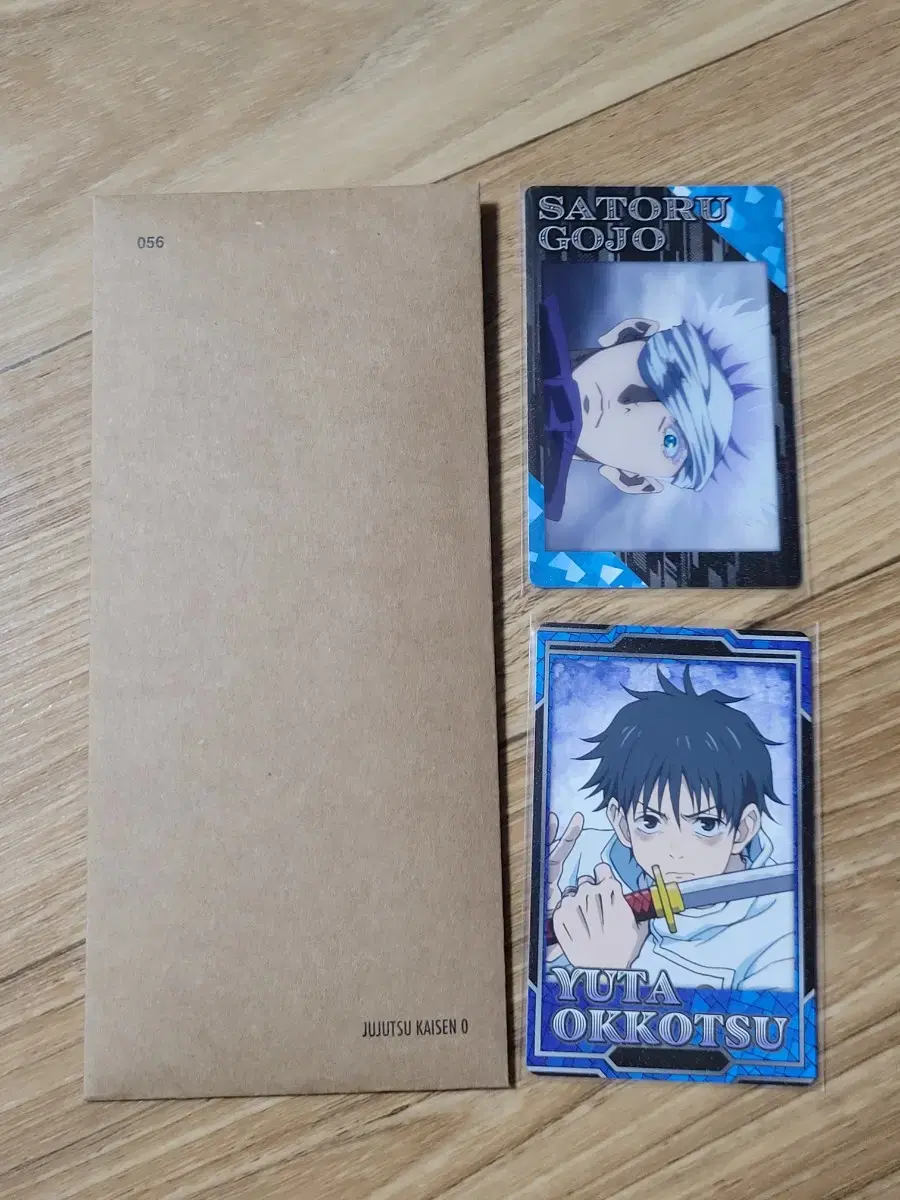 056
JUJUTSU KAISEN 0
SATORU
GOJO
YUTA
OKKOTSU